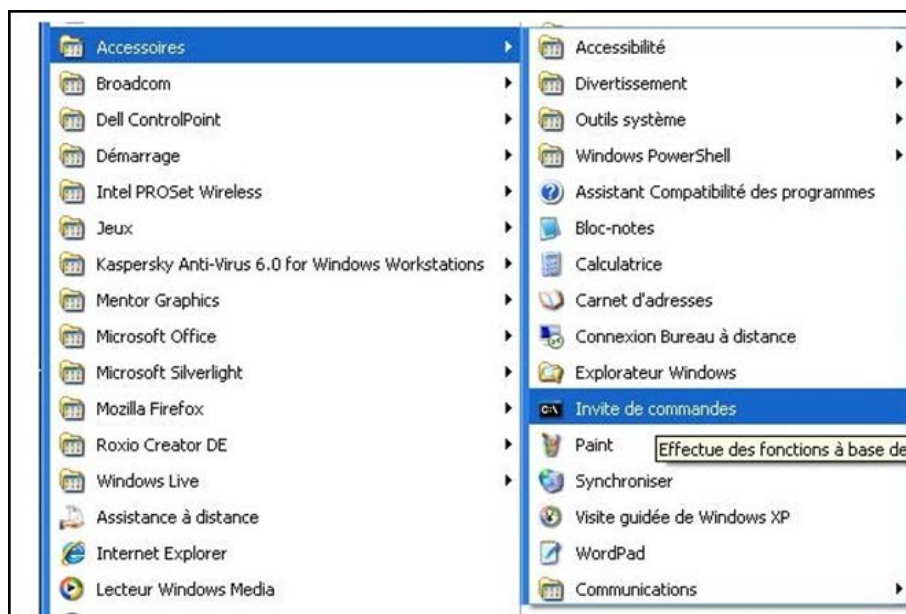 Accessoires
Broadcom
Dell ControlPoint
Démarrage
Intel PROSet Wireless
Jeux
Kaspersky Anti-Virus 6.0 for Windows Workstations
Mentor Graphics
Microsoft Office
Microsoft Silverlight
Mozilla Firefox
Roxio Creator DE
Windows Live
Assistance à distance
Internet Explorer
Lecteur Windows Media
Accessibilité
Divertissement
Outils système
Windows PowerShell
Assistant Compatibilité des programmes
Bloc-notes
Calculatrice
Carnet d'adresses
Connexion Bureau à distance
Explorateur Windows
C:\ Invite de commandes
Paint
Effectue des fonctions à base de
Synchroniser
Visite guidée de Windows XP
WordPad
Communications